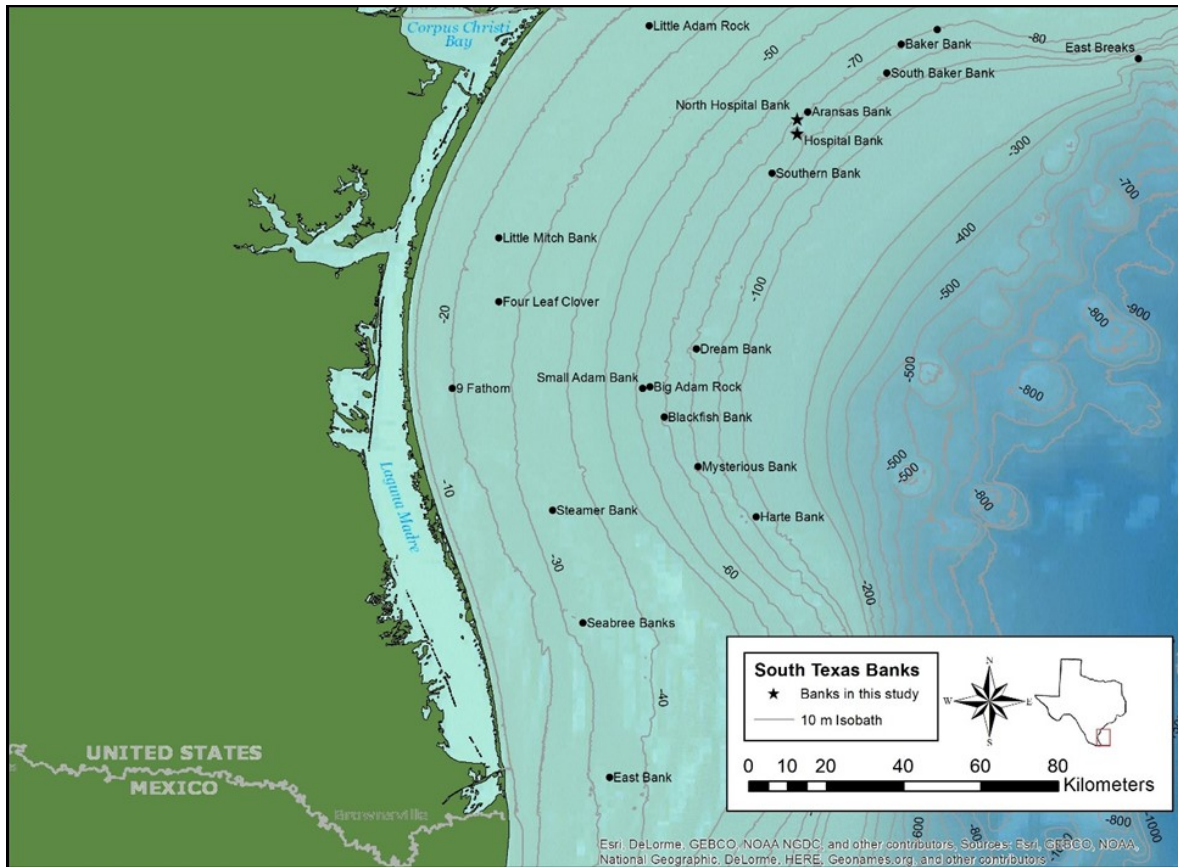 Corpus Christi
Bay
Little Adam Rock
-50
-70
-80
Baker Bank
East Breaks
South Baker Bank
North Hospital Bank
Aransas Bank
Hospital Bank
-300
Southern Bank
-700
Little Mitch Bank
-400
-100
-500
Four Leaf Clover
-20
-900
-800
Dream Bank
-500
Small Adam Bank
Big Adam Rock
9 Fathom
-800
Blackfish Bank
Laguna Madre
-500
-500
Mysterious Bank
-10
-800
Steamer Bank
Harte Bank
-30
-60
-200
Seabree Banks
-40
South Texas Banks
Banks in this study
10 m Isobath
N
W
E
S
UNITED STATES
MEXICO
East Bank
0 5 10 20 40 60 80
Kilometers
Brownsville
-800
-1000
600
Esri, DeLorme, GEBCO, NOAA NGDC, and other contributors, Sources: Esri, GEBCO, NOAA,
National Geographic, DeLorme, HERE, Geonames.org, and other contributors